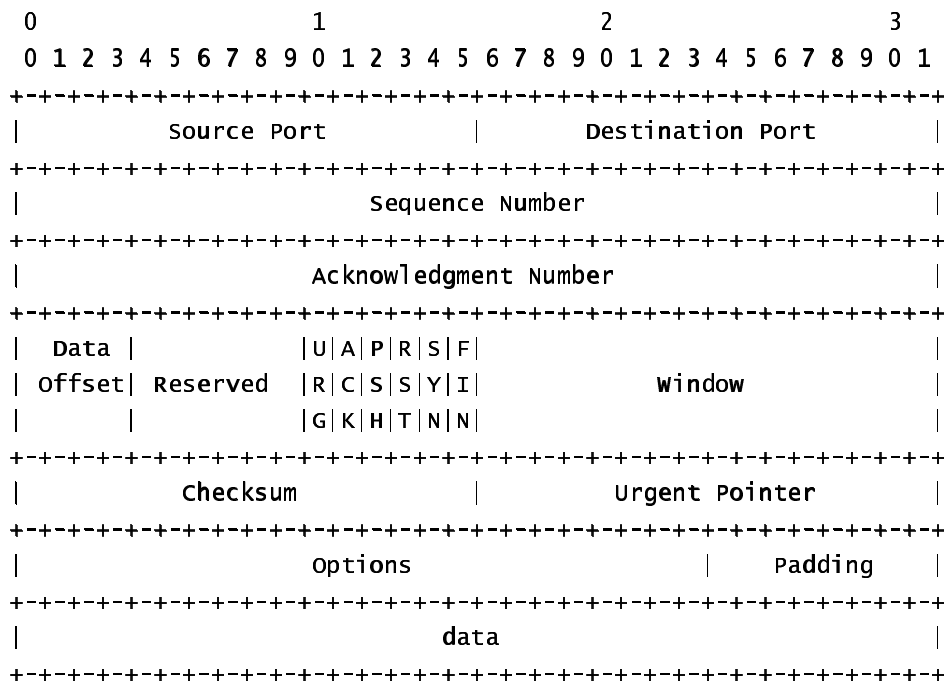 0                   1                   2                   3
 0 1 2 3 4 5 6 7 8 9 0 1 2 3 4 5 6 7 8 9 0 1 2 3 4 5 6 7 8 9 0 1
+-+-+-+-+-+-+-+-+-+-+-+-+-+-+-+-+-+-+-+-+-+-+-+-+-+-+-+-+-+-+-+-+
|          Source Port          |       Destination Port        |
+-+-+-+-+-+-+-+-+-+-+-+-+-+-+-+-+-+-+-+-+-+-+-+-+-+-+-+-+-+-+-+-+
|                        Sequence Number                        |
+-+-+-+-+-+-+-+-+-+-+-+-+-+-+-+-+-+-+-+-+-+-+-+-+-+-+-+-+-+-+-+-+
|                    Acknowledgment Number                      |
+-+-+-+-+-+-+-+-+-+-+-+-+-+-+-+-+-+-+-+-+-+-+-+-+-+-+-+-+-+-+-+-+
|  Data |           |U|A|P|R|S|F|                               |
| Offset| Reserved  |R|C|S|S|Y|I|            Window             |
|       |           |G|K|H|T|N|N|                               |
+-+-+-+-+-+-+-+-+-+-+-+-+-+-+-+-+-+-+-+-+-+-+-+-+-+-+-+-+-+-+-+-+
|           Checksum            |         Urgent Pointer        |
+-+-+-+-+-+-+-+-+-+-+-+-+-+-+-+-+-+-+-+-+-+-+-+-+-+-+-+-+-+-+-+-+
|                    Options                    |    Padding    |
+-+-+-+-+-+-+-+-+-+-+-+-+-+-+-+-+-+-+-+-+-+-+-+-+-+-+-+-+-+-+-+-+
|                             data                              |
+-+-+-+-+-+-+-+-+-+-+-+-+-+-+-+-+-+-+-+-+-+-+-+-+-+-+-+-+-+-+-+-+